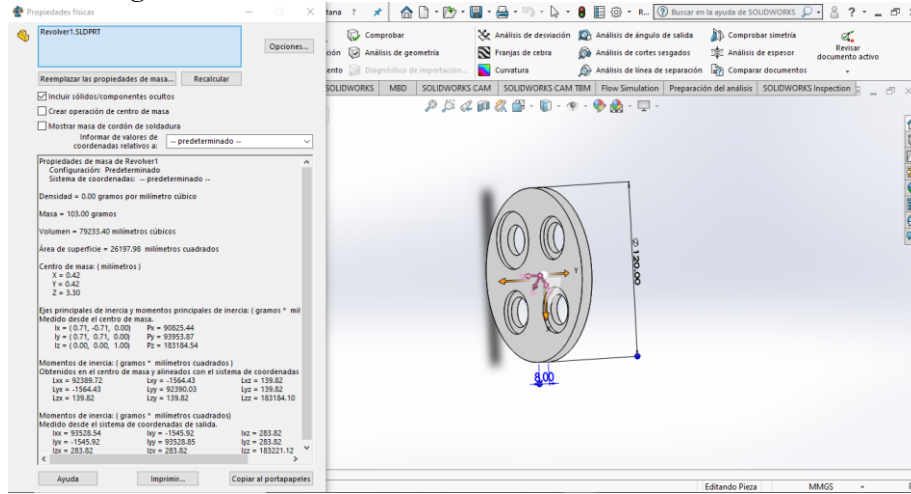 Propiedades físicas
Revolver1.SLDPRT
Opciones...
Reemplazar las propiedades de masa...
Recalcular
Incluir sólidos/componentes ocultos
Crear operación de centro de masa
Mostrar masa de cordón de soldadura
Informar de valores de
coordenadas relativos a:
-- predeterminado --
Propiedades de masa de Revolver1
Configuración: Predeterminado
Sistema de coordenadas: -- predeterminado --
Densidad = 0.00 gramos por milímetro cúbico
Masa = 103.00 gramos
Volumen = 79233.40 milímetros cúbicos
Área de superficie = 26197.98 milímetros cuadrados
Centro de masa: ( milímetros )
X = 0.42
Y = 0.42
Z = 3.30
Ejes principales de inercia y momentos principales de inercia: ( gramos * mil
Medido desde el centro de masa.
Ix = ( 0.71, -0.71, 0.00) Px = 90825.44
Iy = ( 0.71, 0.71, 0.00) Py = 93953.87
Iz = ( 0.00, 0.00, 1.00) Pz = 183184.54
Momentos de inercia: ( gramos * milímetros cuadrados )
Obtenidos en el centro de masa y alineados con el sistema de coordenadas
Lxx = 92389.72 Lxy = -1564.43 Lxz = 139.82
Lyx = -1564.43 Lyy = 92390.03 Lyz = 139.82
Lzx = 139.82 Lzy = 139.82 Lzz = 183184.10
Momentos de inercia: ( gramos * milímetros cuadrados)
Medido desde el sistema de coordenadas de salida.
Ixx = 93528.54 Ixy = -1545.92 Ixz = 283.82
Iyx = -1545.92 Iyy = 93528.85 Iyz = 283.82
Izx = 283.82 Izy = 283.82 Izz = 183221.12
Ayuda
Imprimir...
Copiar al portapapeles
tana ? R... Buscar en la ayuda de SOLIDWORKS ?
Comprobar
Análisis de desviación
Análisis de ángulo de salida
Comprobar simetría
ción
Análisis de geometría
Franjas de cebra
Análisis de cortes sesgados
Análisis de espesor
Revisar
documento activo
ento
Diagnóstico de importación...
Curvatura
Análisis de línea de separación
Comparar documentos
SOLIDWORKS MBD SOLIDWORKS CAM SOLIDWORKS CAM TBM Flow Simulation Preparación del análisis SOLIDWORKS Inspection
∅ 120.00
Y
X
8.00
Editando Pieza
MMGS